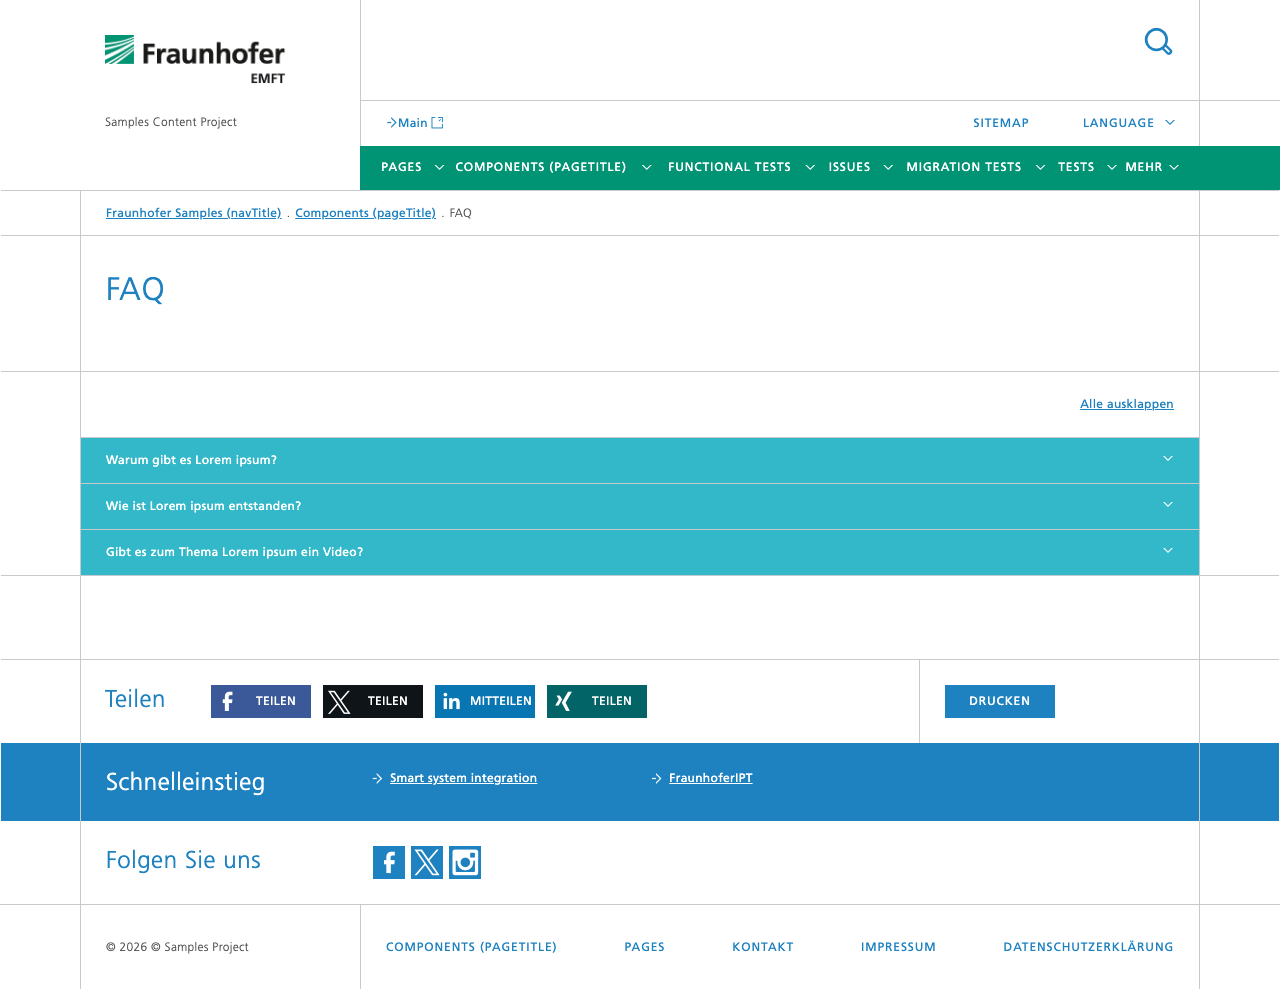 Fraunhofer
EMFT
Samples Content Project
Main
SITEMAP
LANGUAGE
PAGES COMPONENTS (PAGETITLE) FUNCTIONAL TESTS ISSUES MIGRATION TESTS TESTS MEHR
Fraunhofer Samples (navTitle) . Components (pageTitle) . FAQ
FAQ
Alle ausklappen
Warum gibt es Lorem ipsum?
Wie ist Lorem ipsum entstanden?
Gibt es zum Thema Lorem ipsum ein Video?
Teilen TEILEN TEILEN MITTEILEN TEILEN DRUCKEN
Schnelleinstieg Smart system integration FraunhoferIPT
Folgen Sie uns
© 2026 © Samples Project COMPONENTS (PAGETITLE) PAGES KONTAKT IMPRESSUM DATENSCHUTZERKLÄRUNG